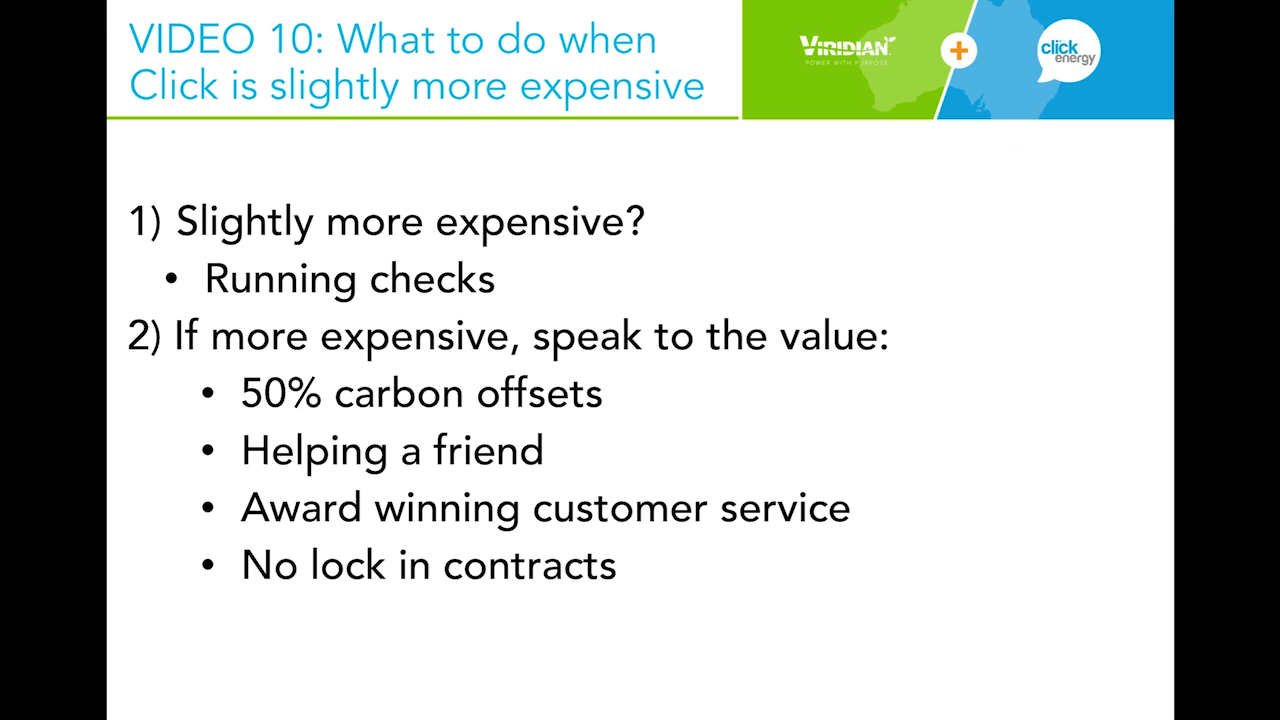 VIDEO 10: What to do when
Click is slightly more expensive
VIRIDIAN
POWER WITH PURPOSE
+
click
energy
1) Slightly more expensive?
• Running checks
2) If more expensive, speak to the value:
• 50% carbon offsets
• Helping a friend
• Award winning customer service
• No lock in contracts